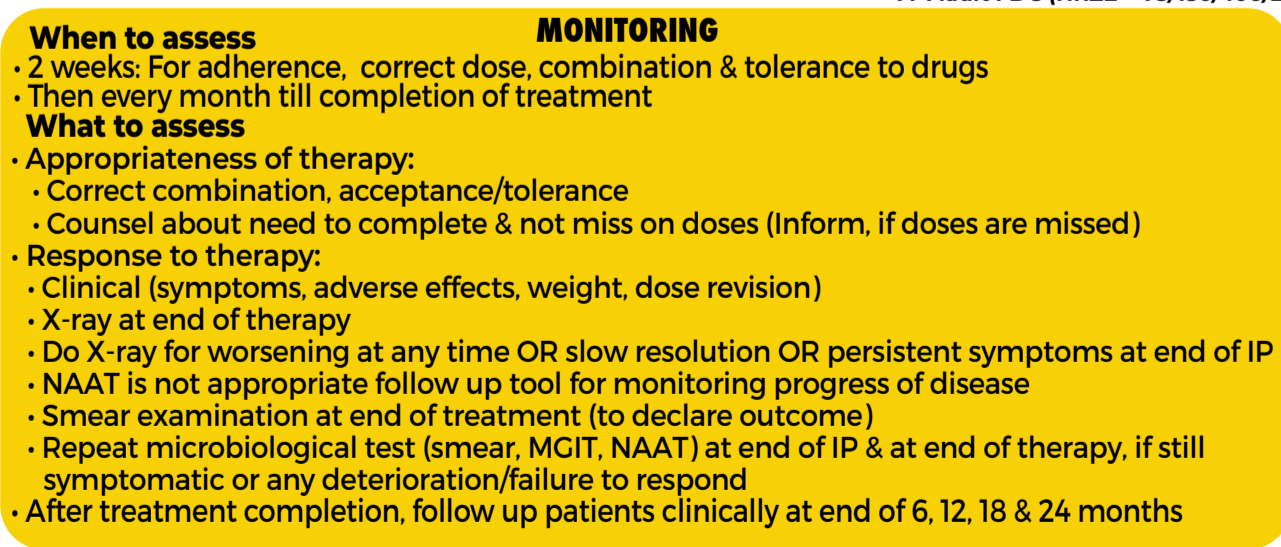 MONITORING
When to assess
• 2 weeks: For adherence, correct dose, combination & tolerance to drugs
• Then every month till completion of treatment
What to assess
• Appropriateness of therapy:
• Correct combination, acceptance/tolerance
• Counsel about need to complete & not miss on doses (Inform, if doses are missed)
• Response to therapy:
• Clinical (symptoms, adverse effects, weight, dose revision)
• X-ray at end of therapy
• Do X-ray for worsening at any time OR slow resolution OR persistent symptoms at end of IP
• NAAT is not appropriate follow up tool for monitoring progress of disease
• Smear examination at end of treatment (to declare outcome)
• Repeat microbiological test (smear, MGIT, NAAT) at end of IP & at end of therapy, if still
symptomatic or any deterioration/failure to respond
• After treatment completion, follow up patients clinically at end of 6, 12, 18 & 24 months